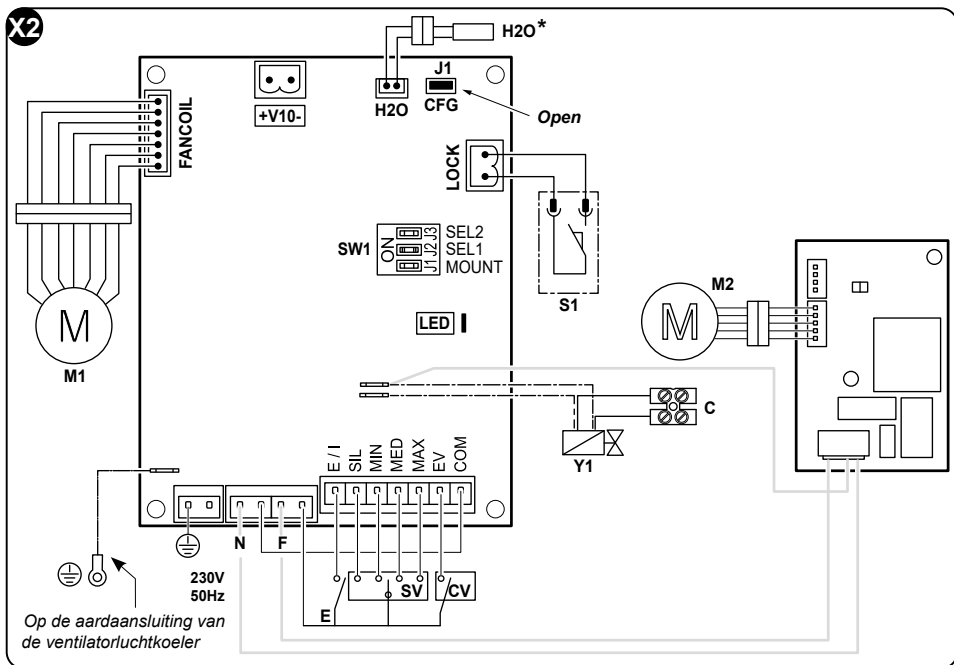 X2
H2O*
J1
H2O
CFG
Open
+V10-
FANCOIL
LOCK
SW1
ON
J3 SEL2
J2 SEL1
J1 MOUNT
S1
LED
M
M1
M
M2
C
Y1
E / I
SIL
MIN
MED
MAX
EV
COM
N
F
230V
50Hz
E
SV
CV
Op de aardaansluiting van
de ventilatorluchtkoeler